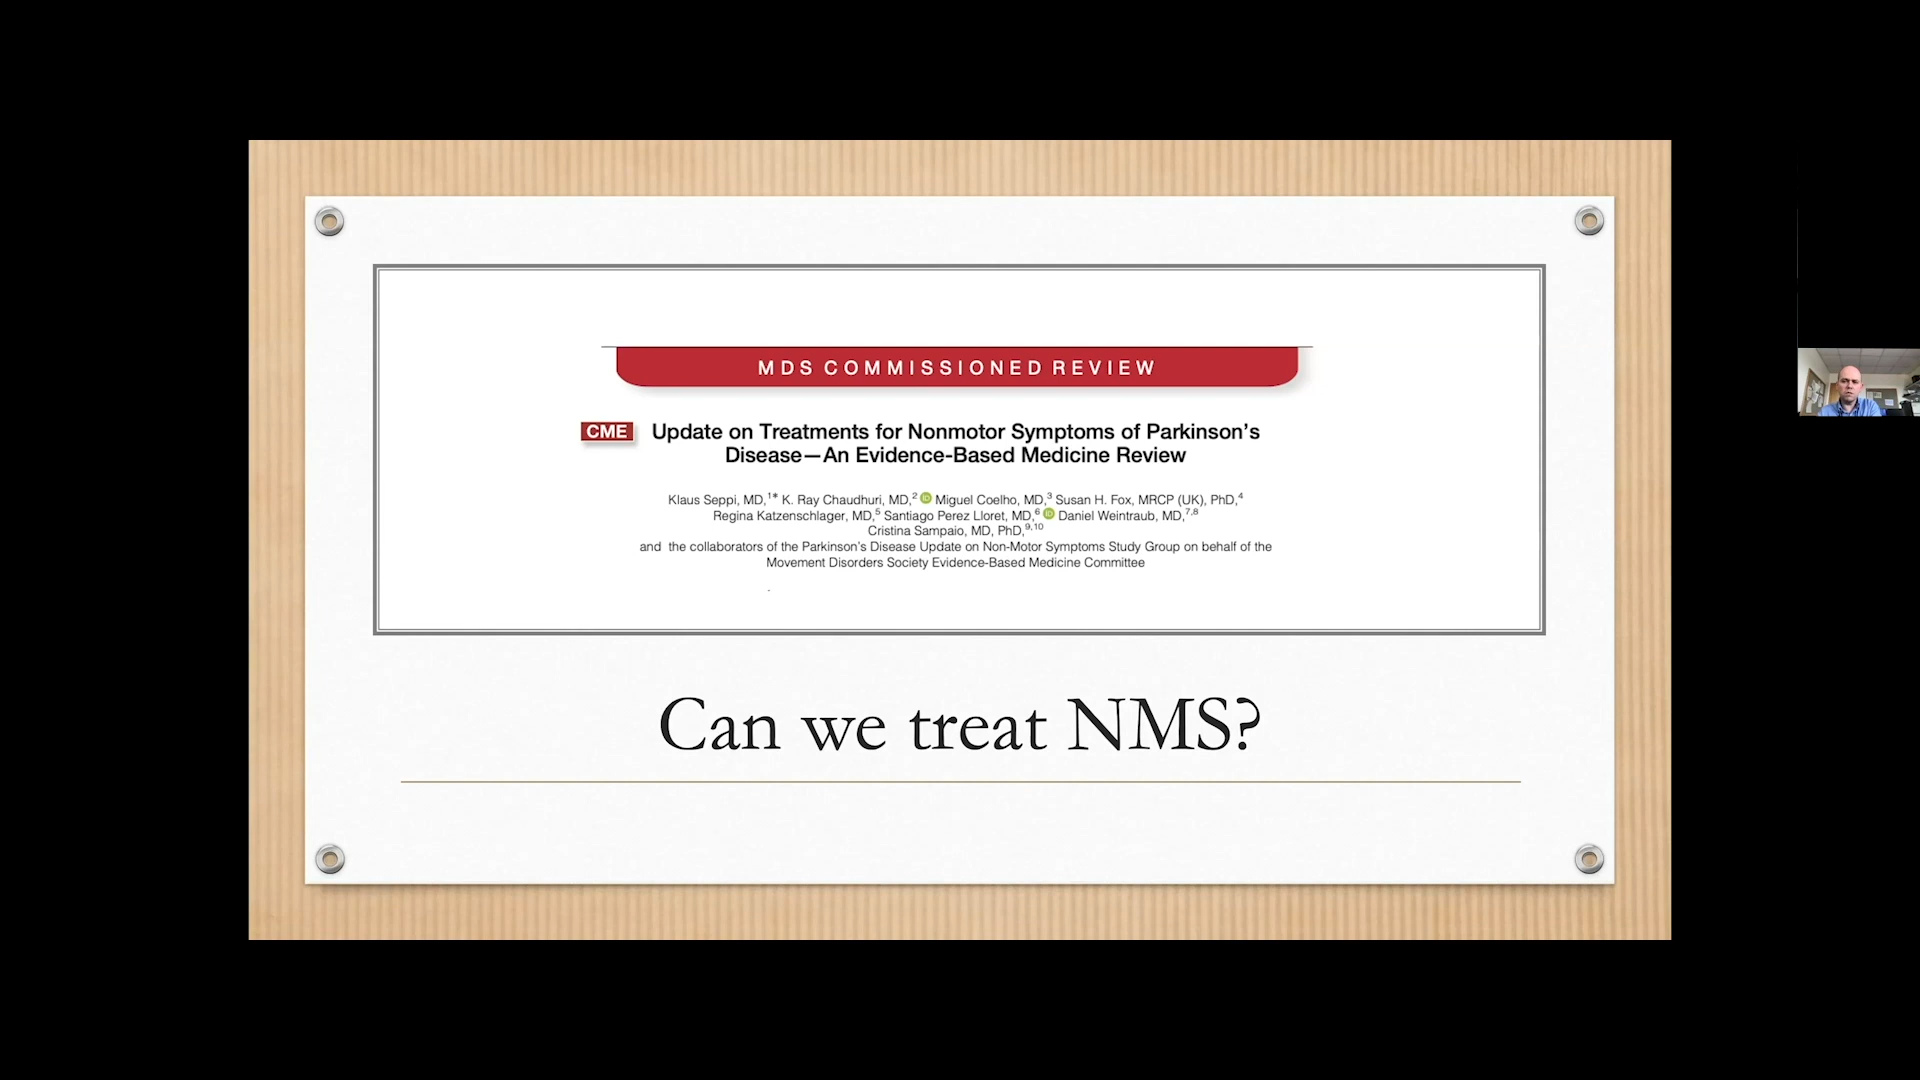 MDS COMMISSIONED REVIEW
CME Update on Treatments for Nonmotor Symptoms of Parkinson's
Disease—An Evidence-Based Medicine Review
Klaus Seppi, MD,1* K. Ray Chaudhuri, MD,2 iD Miguel Coelho, MD,3 Susan H. Fox, MRCP (UK), PhD,4
Regina Katzenschlager, MD,5 Santiago Perez Lloret, MD,6 iD Daniel Weintraub, MD,7,8
Cristina Sampaio, MD, PhD,9,10
and the collaborators of the Parkinson's Disease Update on Non-Motor Symptoms Study Group on behalf of the
Movement Disorders Society Evidence-Based Medicine Committee
Can we treat NMS?